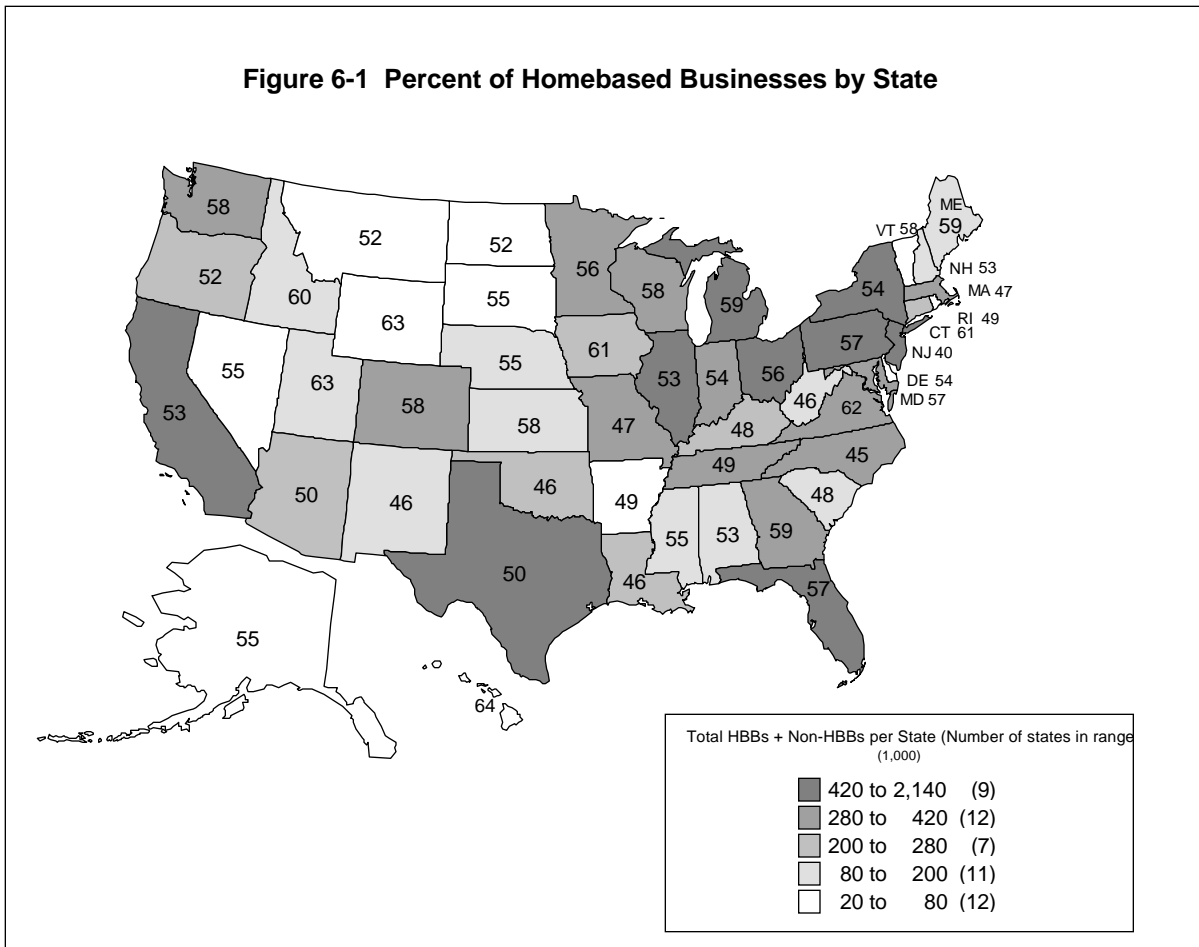 Figure 6-1 Percent of Homebased Businesses by State
ME
58
VT 58
59
52
52
56
NH 53
52
58
54
MA 47
60
55
59
RI 49
63
CT 61
57
61
NJ 40
55
55
56
63
53
54
DE 54
58
46
MD 57
53
58
62
47
48
45
49
50
46
46
49
48
55
53
59
50
46
57
55
64
Total HBBs + Non-HBBs per State (Number of states in range
(1,000)
420 to 2,140 (9)
280 to 420 (12)
200 to 280 (7)
80 to 200 (11)
20 to 80 (12)